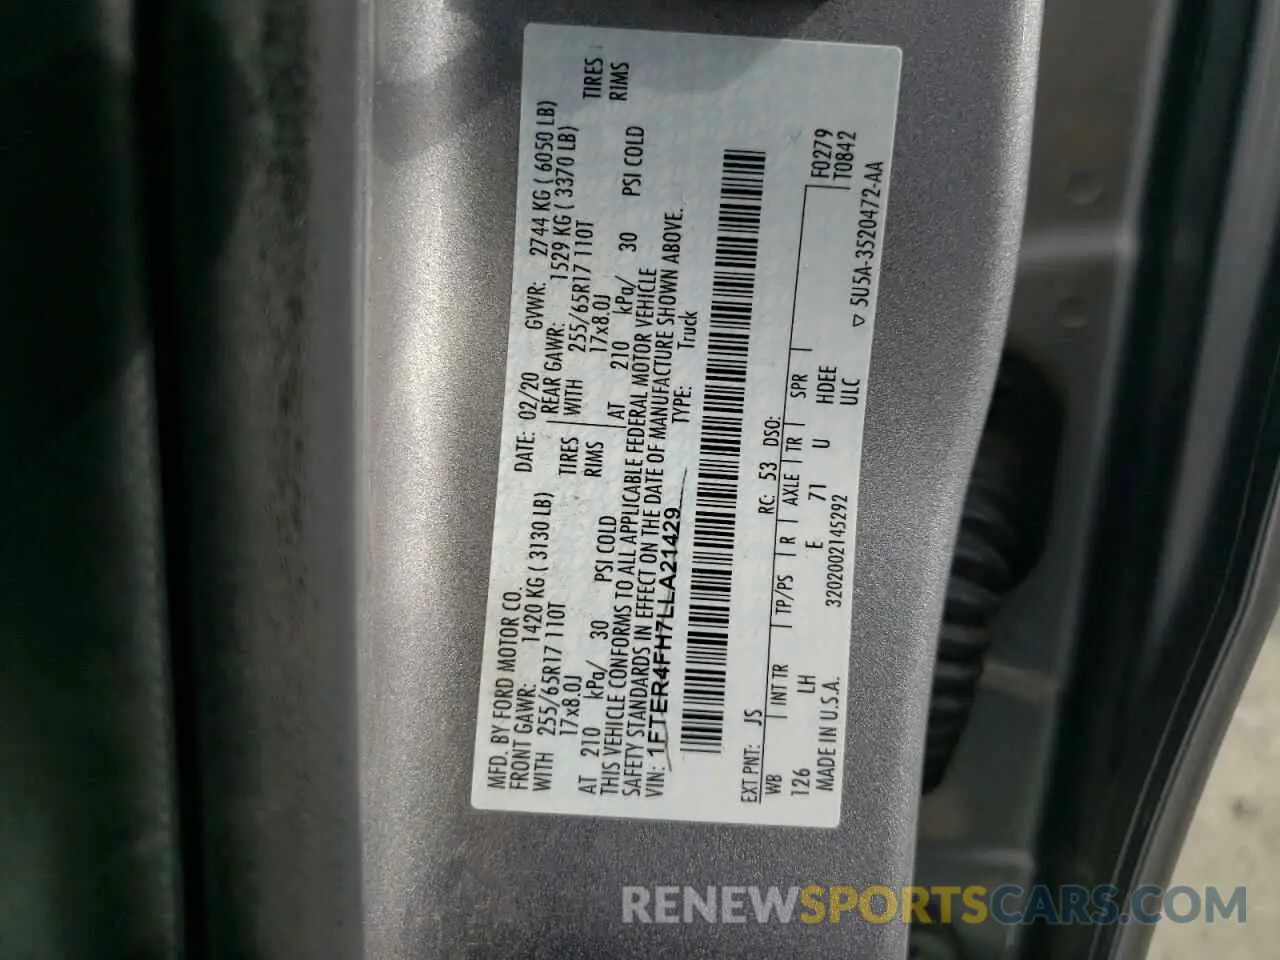 MFD. BY FORD MOTOR CO.
DATE: 02/20 GVWR: 2744 KG ( 6050 LB)
FRONT GAWR: 1420 KG ( 3130 LB) REAR GAWR: 1529 KG ( 3370 LB)
WITH 255/65R17 110T TIRES WITH 255/65R17 110T TIRES
17x8.0J RIMS 17x8.0J RIMS
AT 210 kPa/ 30 PSI COLD AT 210 kPa/ 30 PSI COLD
THIS VEHICLE CONFORMS TO ALL APPLICABLE FEDERAL MOTOR VEHICLE
SAFETY STANDARDS IN EFFECT ON THE DATE OF MANUFACTURE SHOWN ABOVE.
VIN: 1FTER4FH7LLA21429 TYPE: Truck
EXT PNT: JS RC: 53 DSO:
WB INT TR TP/PS R AXLE TR SPR F0279
126 LH E 71 U HDEE T0842
MADE IN U.S.A. 3202002145292 ULC
▽ 5U5A-3520472-AA
RENEWSPORTSCARS.COM